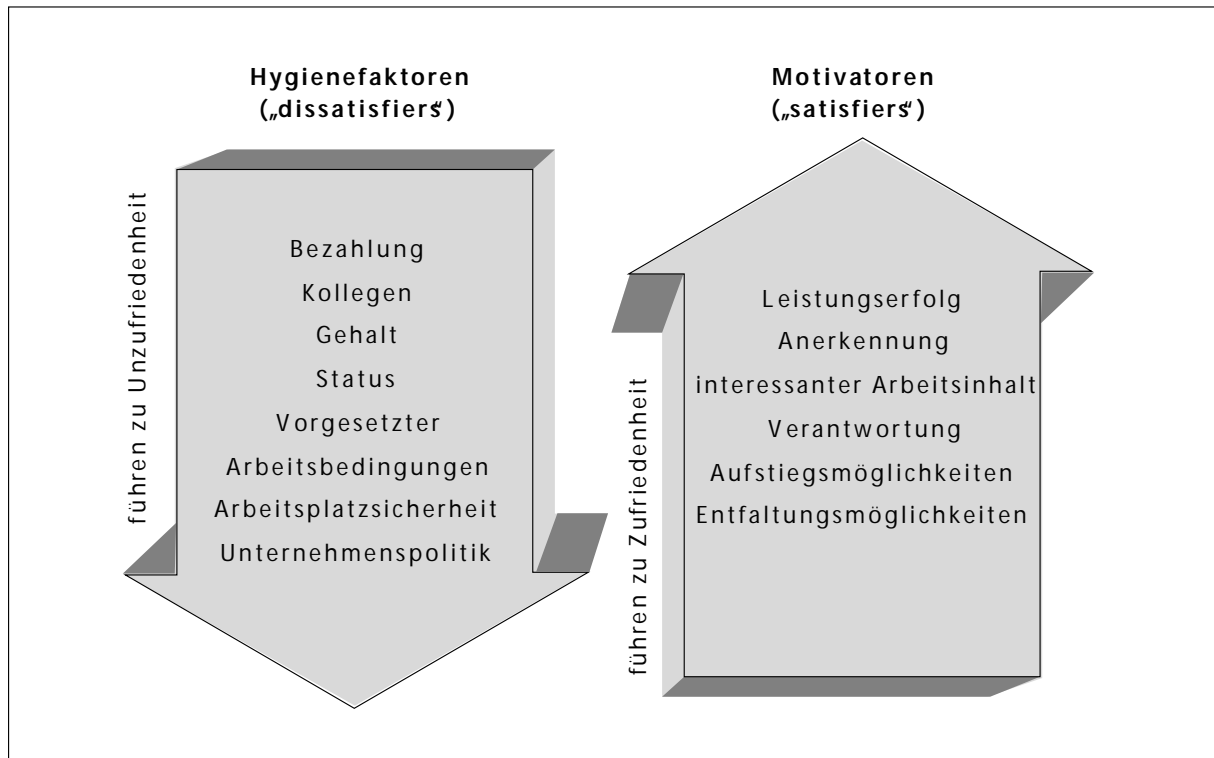 Hygienefaktoren
(„dissatisfiers“)
führen zu Unzufriedenheit
Bezahlung
Kollegen
Gehalt
Status
Vorgesetzter
Arbeitsbedingungen
Arbeitsplatzsicherheit
Unternehmenspolitik
Motivatoren
(„satisfiers“)
führen zu Zufriedenheit
Leistungserfolg
Anerkennung
interessanter Arbeitsinhalt
Verantwortung
Aufstiegsmöglichkeiten
Entfaltungsmöglichkeiten